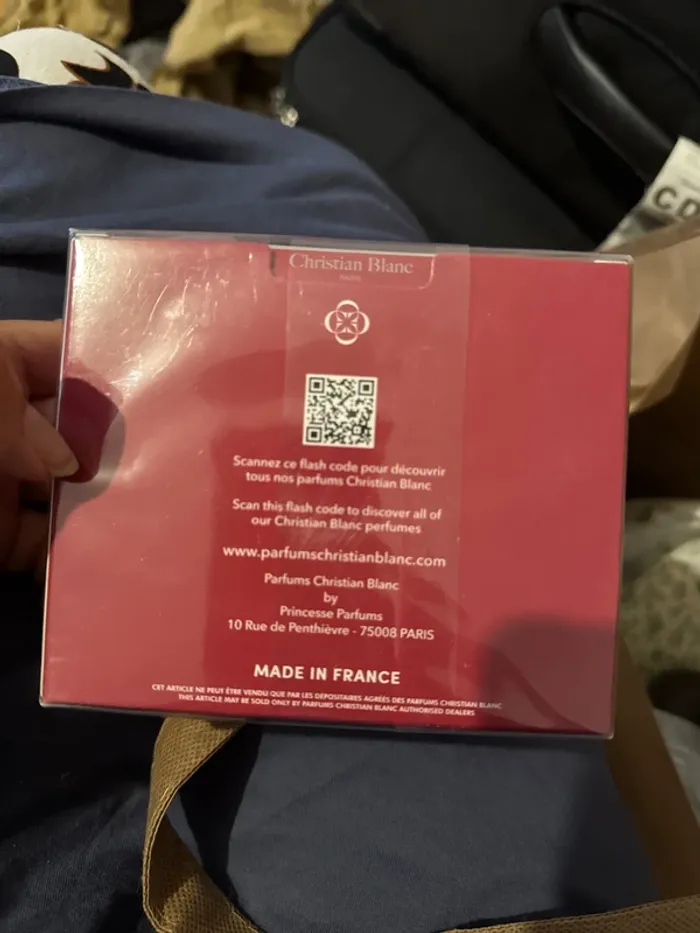 Christian Blanc
Scannez ce flash code pour découvrir
tous nos parfums Christian Blanc
Scan this flash code to discover all of
our Christian Blanc perfumes
www.parfumschristianblanc.com
Parfums Christian Blanc
by
Princesse Parfums
10 Rue de Penthièvre - 75008 PARIS
MADE IN FRANCE
CET ARTICLE NE PEUT ÊTRE VENDU QUE PAR LES DÉPOSITAIRES AGRÉÉS DES PARFUMS CHRISTIAN BLANC
THIS ARTICLE MAY BE SOLD ONLY BY PARFUMS CHRISTIAN BLANC AUTHORISED DEALERS